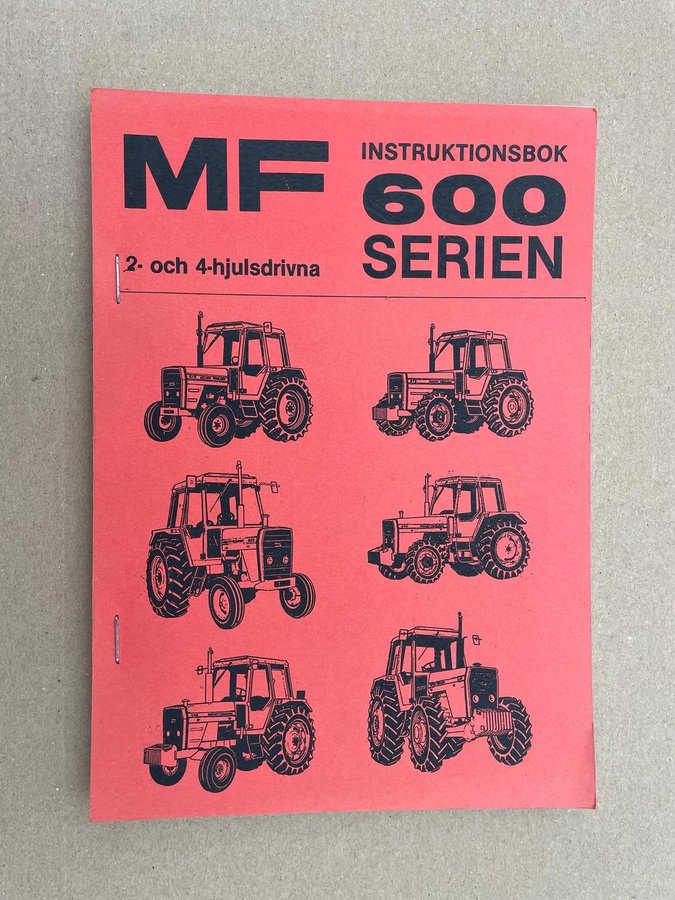 MF
INSTRUKTIONSBOK
600
SERIEN
2- och 4-hjulsdrivna